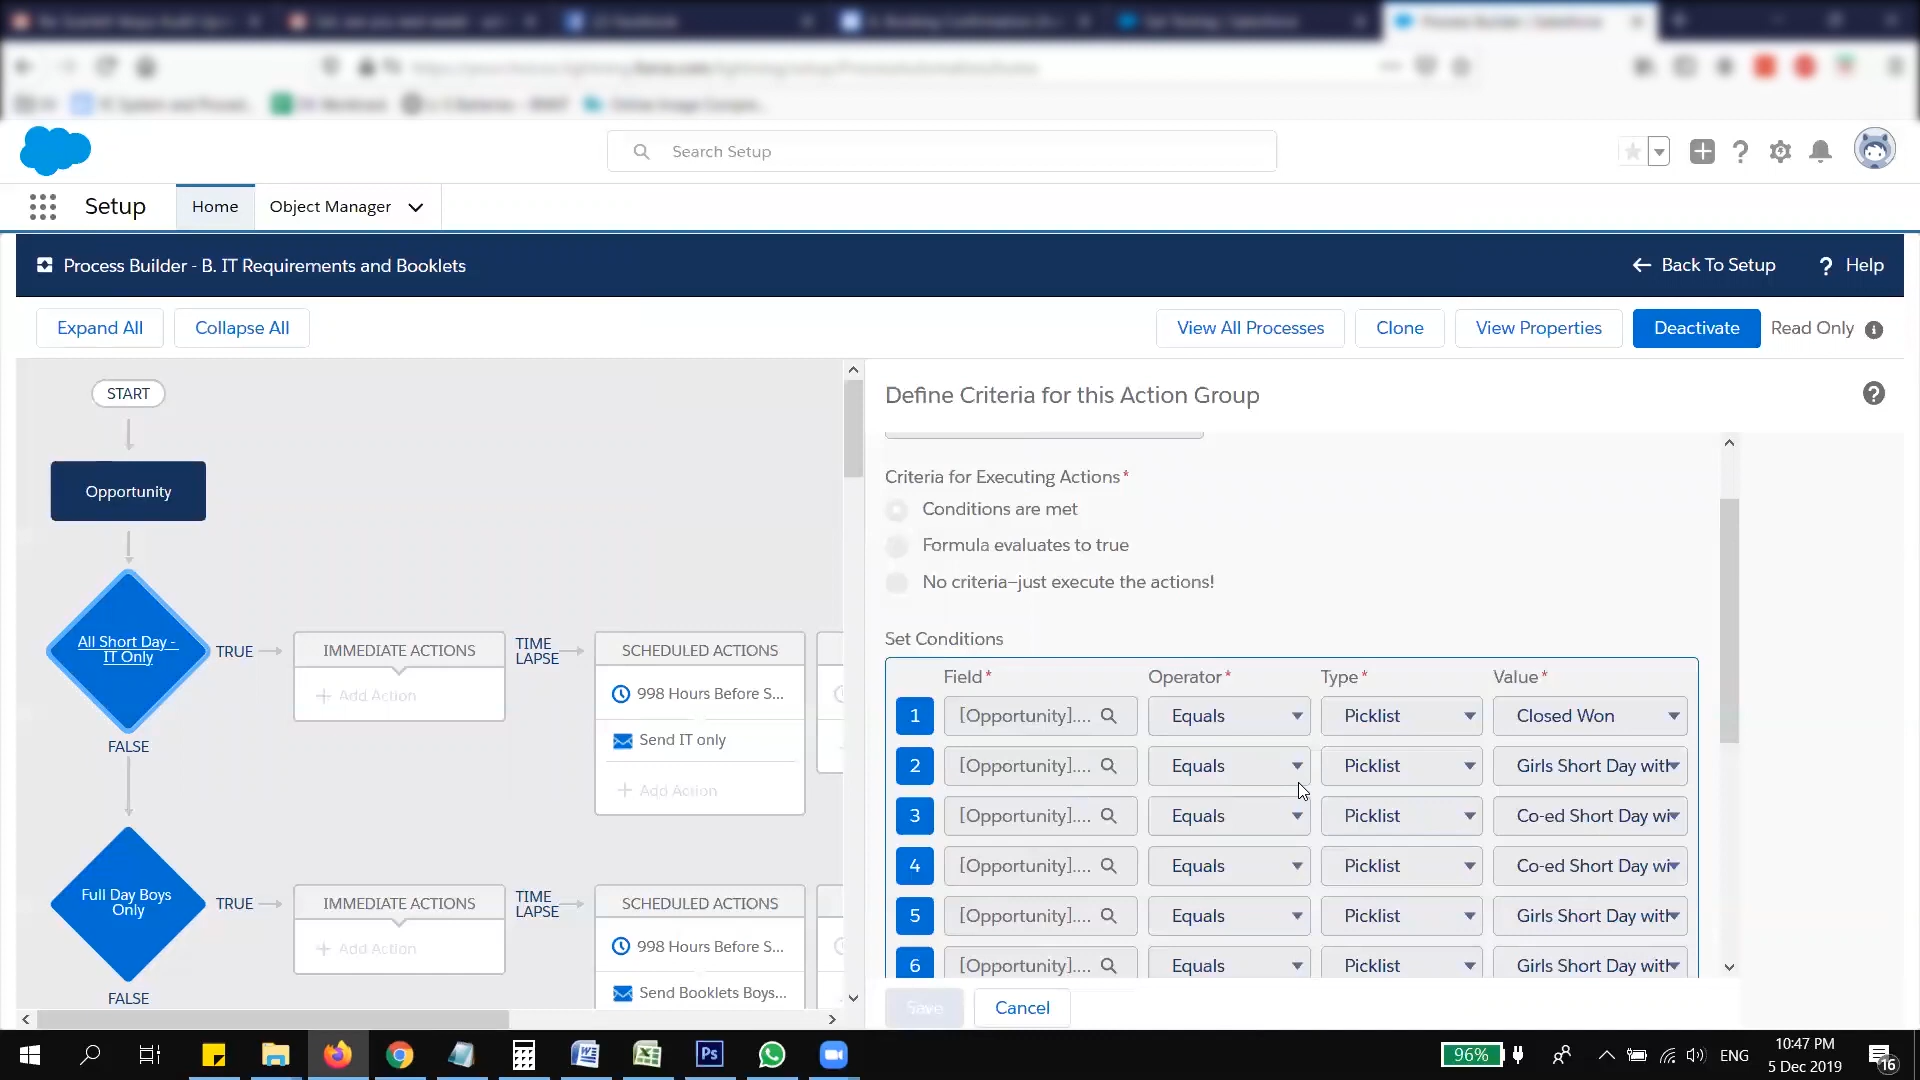 Search Setup
Setup
Home
Object Manager
Process Builder - B. IT Requirements and Booklets
Back To Setup
? Help
Expand All
Collapse All
View All Processes
Clone
View Properties
Deactivate
Read Only
START
Opportunity
All Short Day -
IT Only
TRUE
IMMEDIATE ACTIONS
+ Add Action
TIME
LAPSE
SCHEDULED ACTIONS
998 Hours Before S...
Send IT only
+ Add Action
FALSE
Full Day Boys
Only
TRUE
IMMEDIATE ACTIONS
+ Add Action
TIME
LAPSE
SCHEDULED ACTIONS
998 Hours Before S...
Send Booklets Boys...
FALSE
Define Criteria for this Action Group
Criteria for Executing Actions*
Conditions are met
Formula evaluates to true
No criteria—just execute the actions!
Set Conditions
Field* Operator* Type* Value*
1 [Opportunity].... Equals Picklist Closed Won
2 [Opportunity].... Equals Picklist Girls Short Day with
3 [Opportunity].... Equals Picklist Co-ed Short Day wi
4 [Opportunity].... Equals Picklist Co-ed Short Day wi
5 [Opportunity].... Equals Picklist Girls Short Day with
6 [Opportunity].... Equals Picklist Girls Short Day with
Save
Cancel
96%
ENG
10:47 PM
5 Dec 2019
16